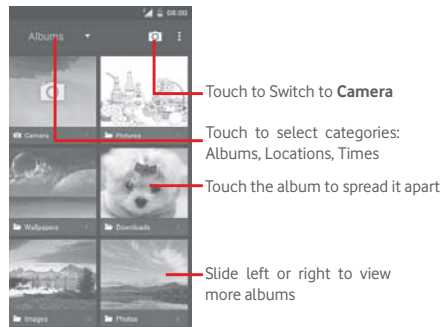 08:00
Albums
Touch to Switch to Camera
Touch to select categories:
Albums, Locations, Times
Camera
Pictures
Touch the album to spread it apart
Wallpapers
Downloads
Slide left or right to view
more albums
Images
Photos